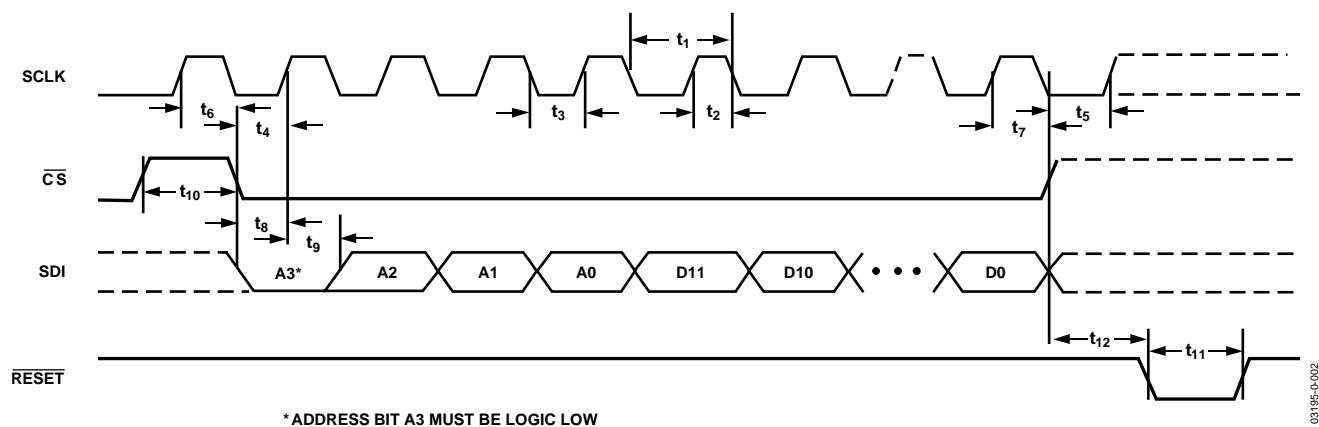 t1
SCLK
t6
t4
t3
t2
t7
t5
CS
t10
t8
t9
SDI
A3*
A2
A1
A0
D11
D10
• • •
D0
t12
t11
RESET
* ADDRESS BIT A3 MUST BE LOGIC LOW
03195-0-002